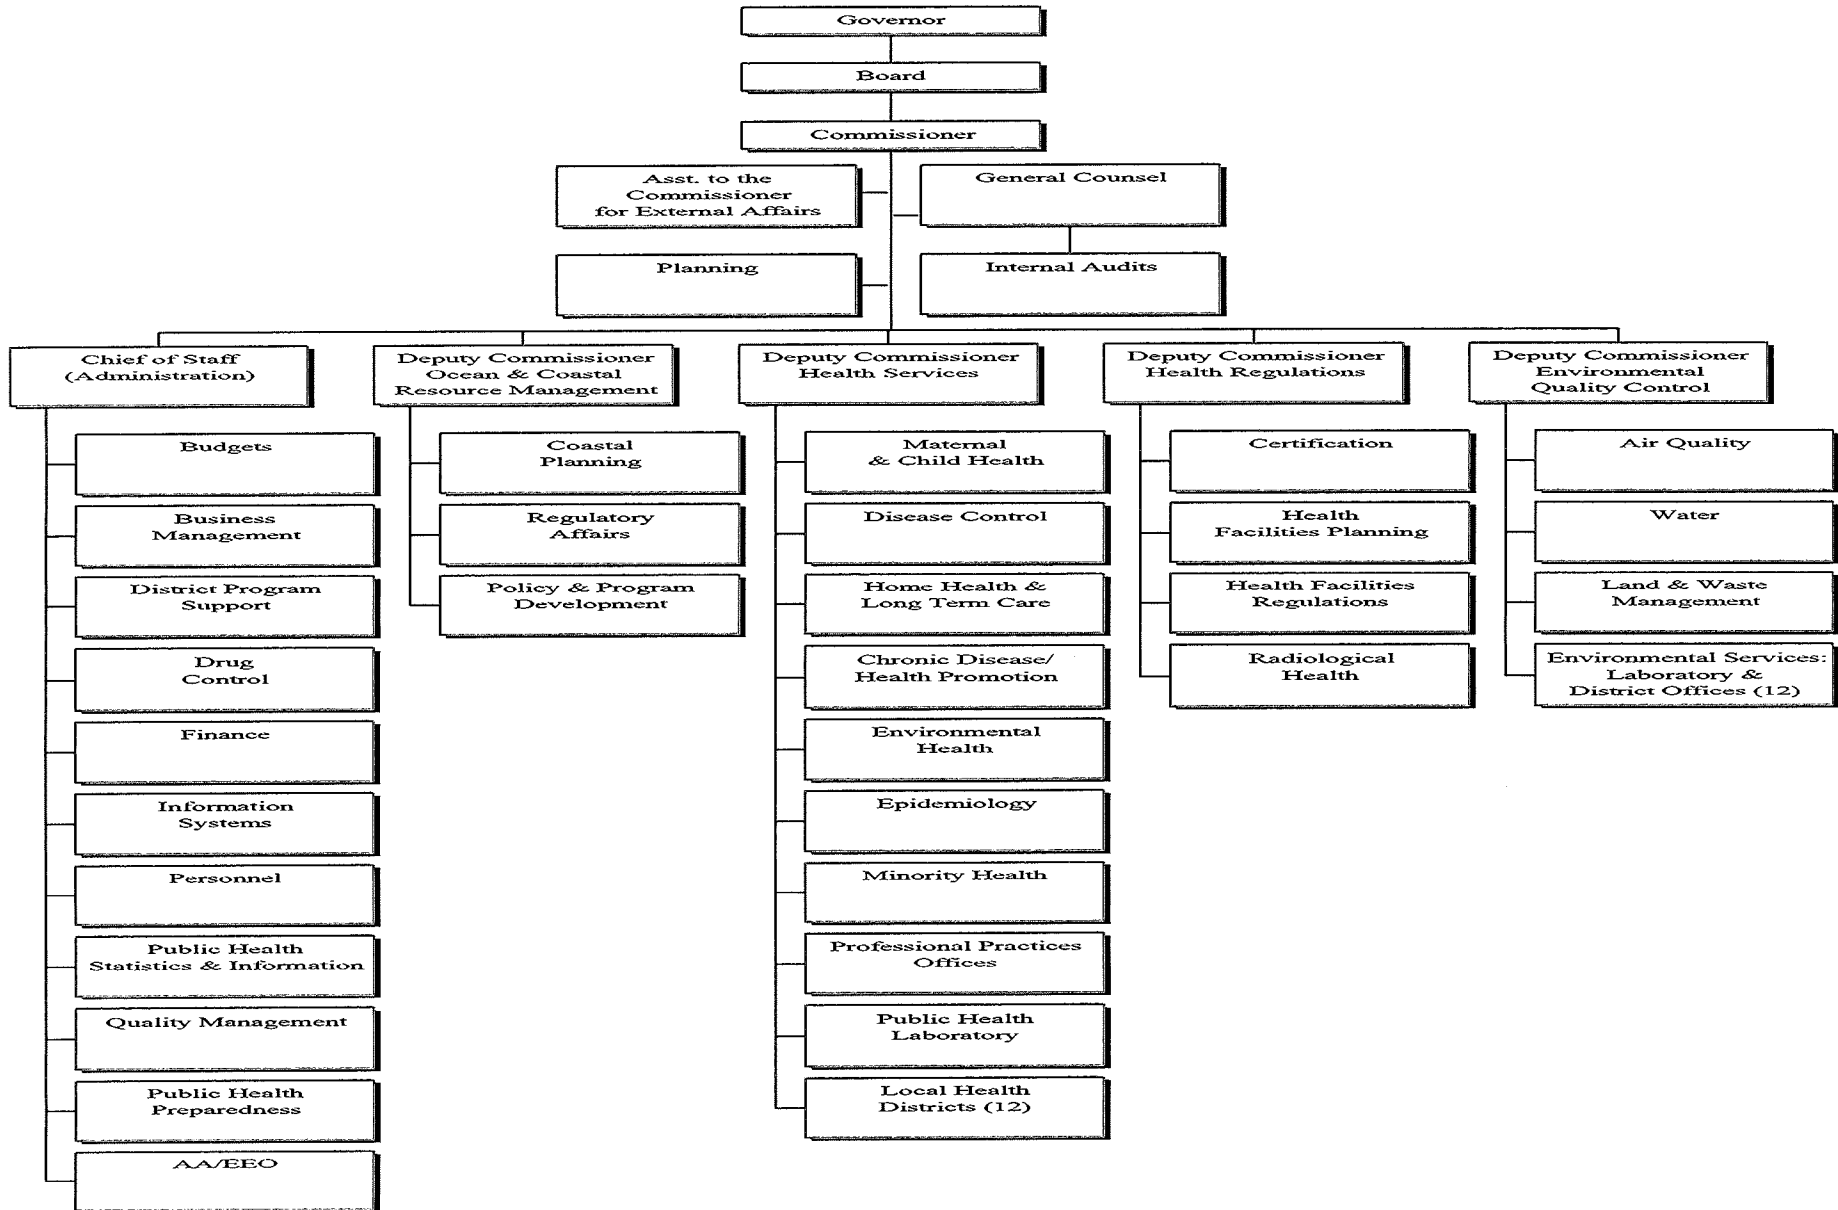 Governor
Board
Commissioner
Asst. to the
Commissioner
for External Affairs
General Counsel
Planning
Internal Audits
Chief of Staff
(Administration)
Budgets
Business
Management
District Program
Support
Drug
Control
Finance
Information
Systems
Personnel
Public Health
Statistics & Information
Quality Management
Public Health
Preparedness
AA/EEO
Deputy Commissioner
Ocean & Coastal
Resource Management
Coastal
Planning
Regulatory
Affairs
Policy & Program
Development
Deputy Commissioner
Health Services
Maternal
& Child Health
Disease Control
Home Health &
Long Term Care
Chronic Disease/
Health Promotion
Environmental
Health
Epidemiology
Minority Health
Professional Practices
Offices
Public Health
Laboratory
Local Health
Districts (12)
Deputy Commissioner
Health Regulations
Certification
Health
Facilities Planning
Health Facilities
Regulations
Radiological
Health
Deputy Commissioner
Environmental
Quality Control
Air Quality
Water
Land & Waste
Management
Environmental Services:
Laboratory &
District Offices (12)